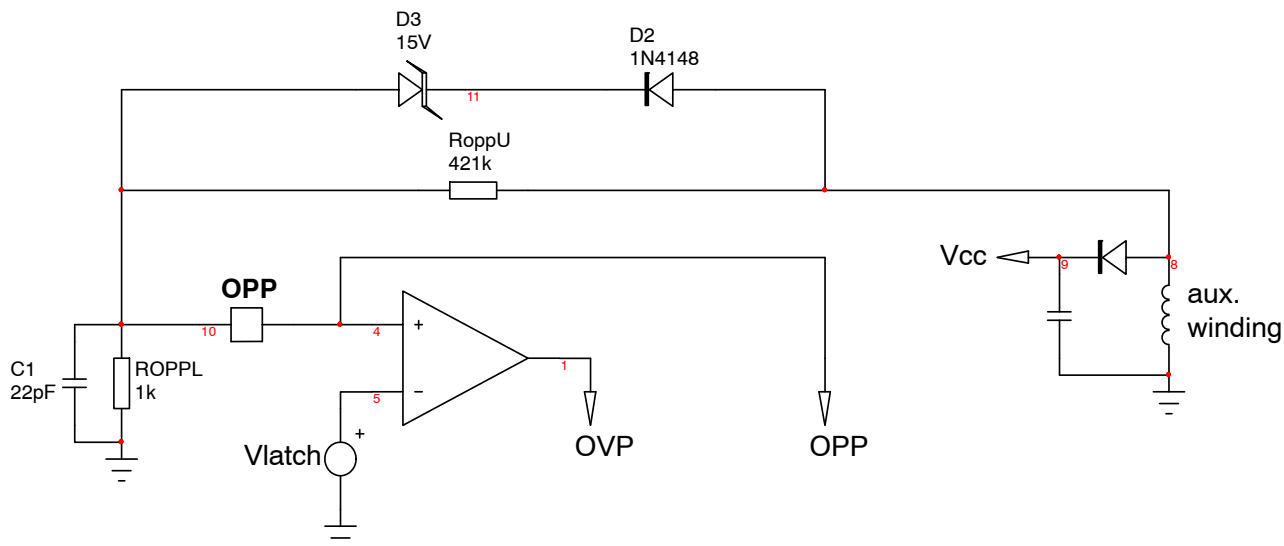 D3
15V
D2
1N4148
11
RoppU
421k
Vcc
9
8
aux.
winding
OPP
10
4
+
C1
22pF
ROPPL
1k
1
5
−
+
Vlatch
OVP
OPP